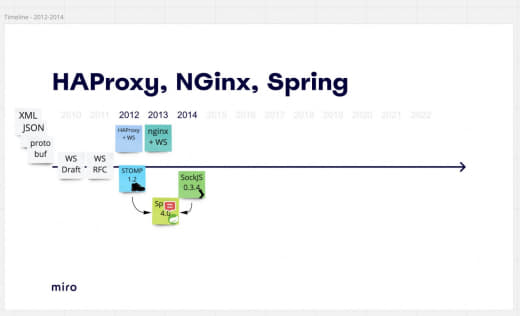 Timeline - 2012-2014
HAProxy, NGinx, Spring
XML
JSON
proto
buf
2010 2011 2012 2013 2014 2015 2016 2017 2018 2019 2020 2021 2022
HAProxy
+ WS
nginx
+ WS
WS
Draft
WS
RFC
STOMP
1.2
SockJS
0.3.4
Sp
4.0
miro